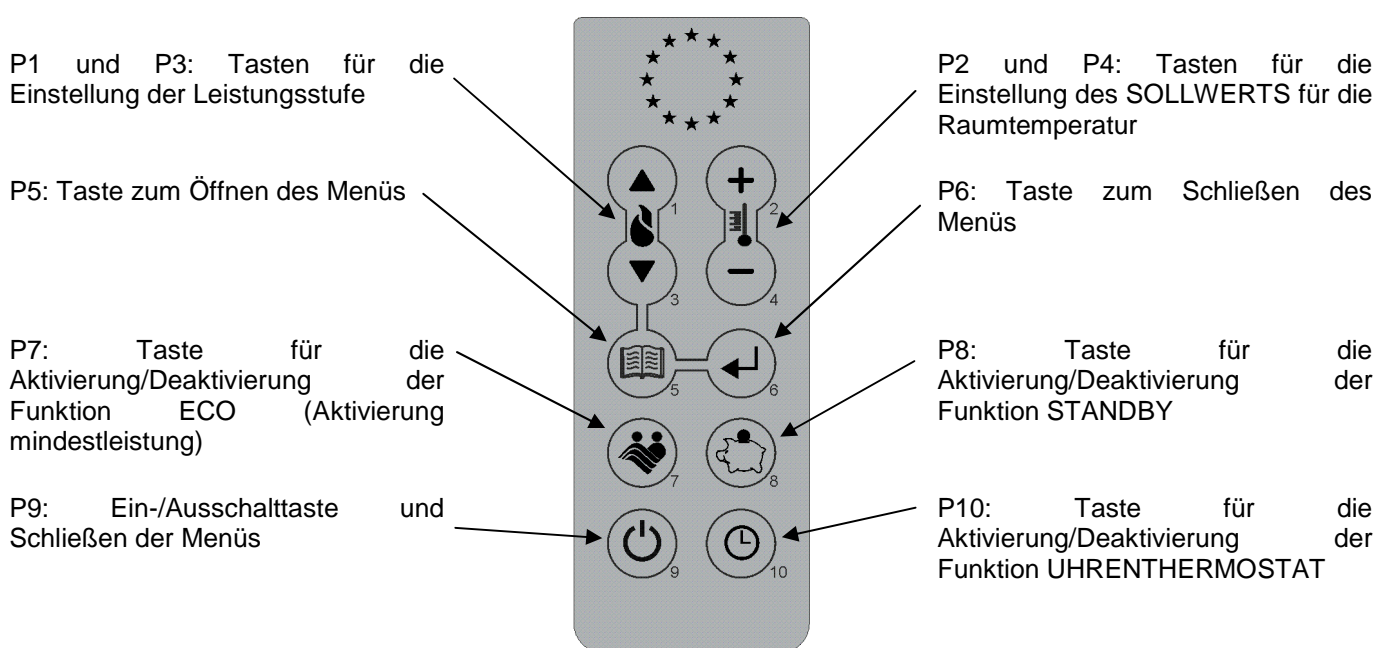 P1 und P3: Tasten für die
Einstellung der Leistungsstufe
P2 und P4: Tasten für die
Einstellung des SOLLWERTS für die
Raumtemperatur
P5: Taste zum Öffnen des Menüs
P6: Taste zum Schließen des
Menüs
1
2
3
4
P7: Taste für die
Aktivierung/Deaktivierung der
Funktion ECO (Aktivierung
mindestleistung)
5
6
P8: Taste für die
Aktivierung/Deaktivierung der
Funktion STANDBY
7
8
P9: Ein-/Ausschalttaste und
Schließen der Menüs
9
10
P10: Taste für die
Aktivierung/Deaktivierung der
Funktion UHRENTHERMOSTAT